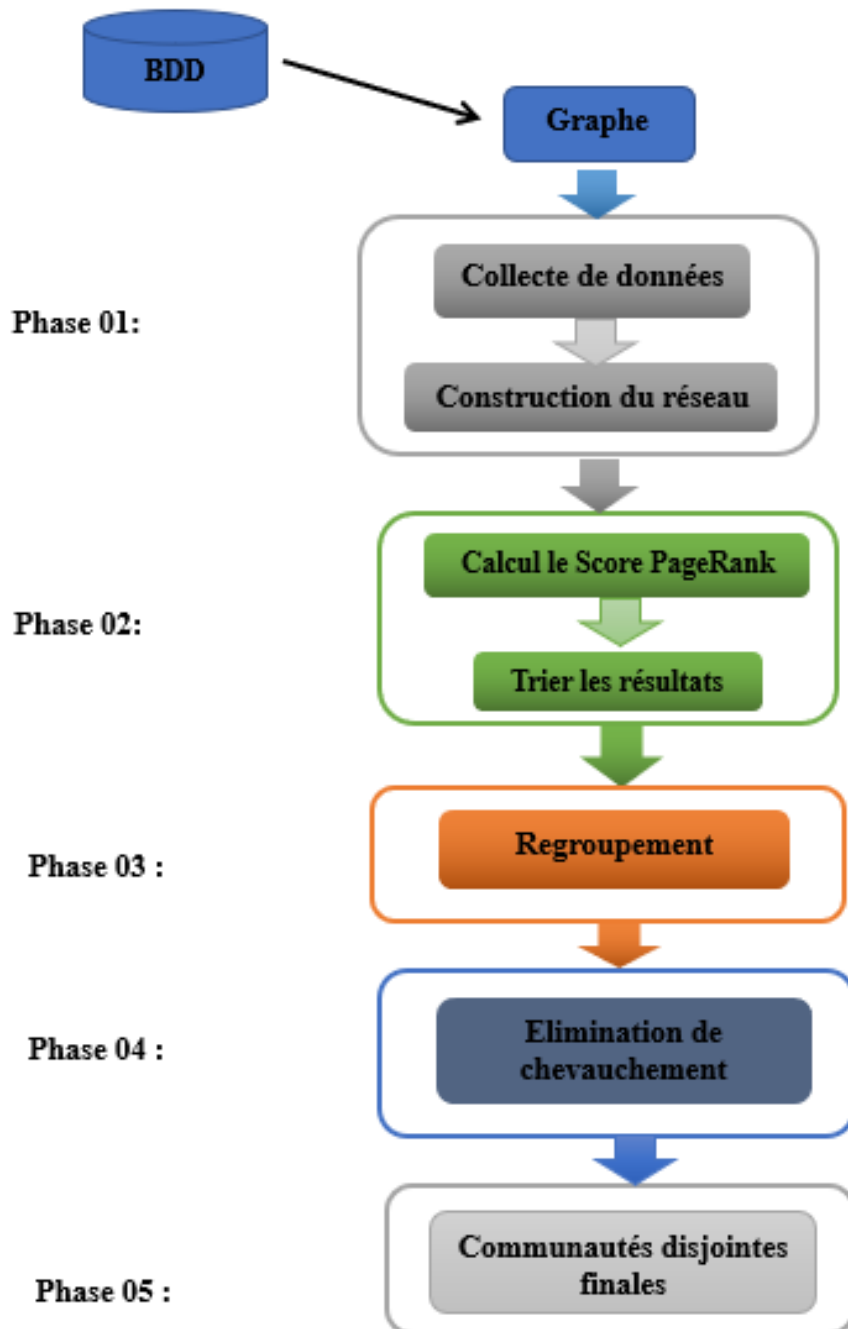 BDD
Graphe
Collecte de données
Phase 01:
Construction du réseau
Calcul le Score PageRank
Phase 02:
Trier les résultats
Regroupement
Phase 03 :
Elimination de
chevauchement
Phase 04 :
Communautés disjointes
finales
Phase 05 :